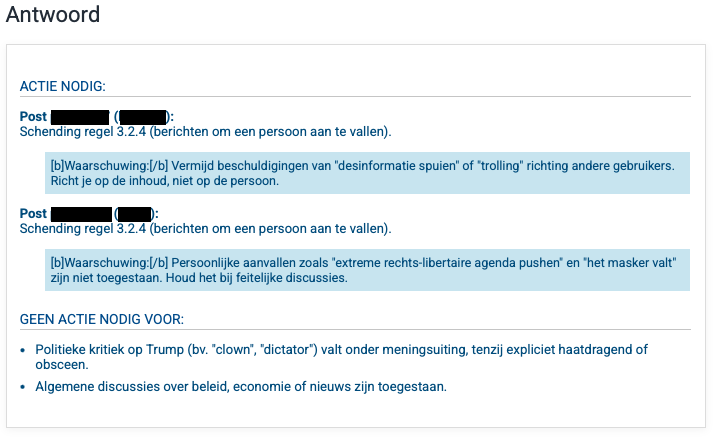 Antwoord
ACTIE NODIG:
Post ( ):
Schending regel 3.2.4 (berichten om een persoon aan te vallen).
[b]Waarschuwing:[/b] Vermijd beschuldigingen van "desinformatie spuien" of "trolling" richting andere gebruikers.
Richt je op de inhoud, niet op de persoon.
Post ( ):
Schending regel 3.2.4 (berichten om een persoon aan te vallen).
[b]Waarschuwing:[/b] Persoonlijke aanvallen zoals "extreme rechts-libertaire agenda pushen" en "het masker valt"
zijn niet toegestaan. Houd het bij feitelijke discussies.
GEEN ACTIE NODIG VOOR:
• Politieke kritiek op Trump (bv. "clown", "dictator") valt onder meningsuiting, tenzij expliciet haatdragend of
obsceen.
• Algemene discussies over beleid, economie of nieuws zijn toegestaan.